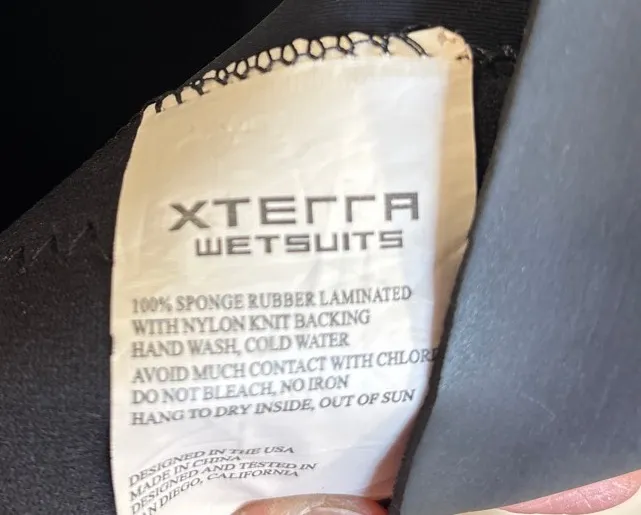 XTERRA
WETSUITS
100% SPONGE RUBBER LAMINATED
WITH NYLON KNIT BACKING
HAND WASH, COLD WATER
AVOID MUCH CONTACT WITH CHLOR
DO NOT BLEACH, NO IRON
HANG TO DRY INSIDE, OUT OF SUN
DESIGNED IN THE USA
MADE IN CHINA
DESIGNED AND TESTED IN
SAN DIEGO, CALIFORNIA